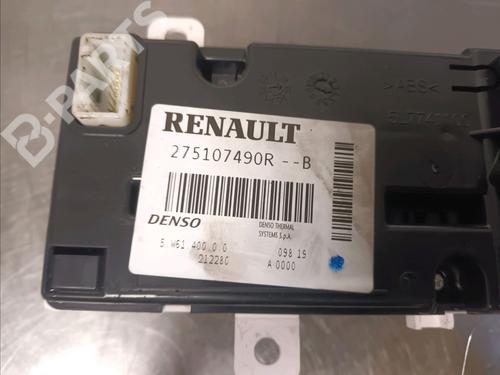 B-PARTS
>ABS<
RENAULT
275107490R --B
DENSO
DENSO THERMAL
SYSTEMS S.p.A.
5 W61 400 0 0
098 19
212280
A 0000